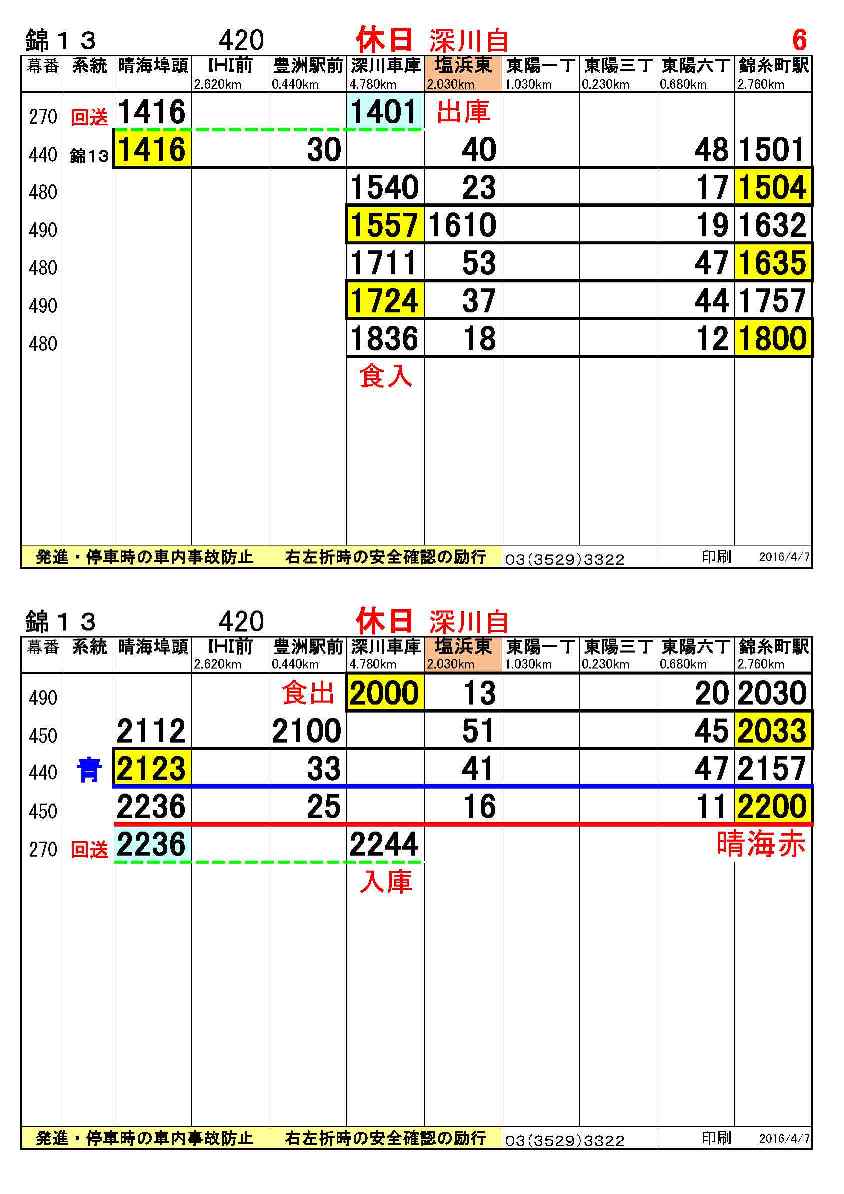 錦１３ 420 休日 深川自 6
幕番 系統 晴海埠頭 IHI前 豊洲駅前 深川車庫 塩浜東 東陽一丁 東陽三丁 東陽六丁 錦糸町駅
2.620km 0.440km 4.780km 2.030km 1.030km 0.230km 0.680km 2.760km
270 回送 1416 1401 出庫
440 錦13 1416 30 40 48 1501
480 1540 23 17 1504
490 1557 1610 19 1632
480 1711 53 47 1635
490 1724 37 44 1757
480 1836 18 12 1800
食入
発進・停車時の車内事故防止 右左折時の安全確認の励行 03(3529)3322 印刷 2016/4/7
錦１３ 420 休日 深川自
幕番 系統 晴海埠頭 IHI前 豊洲駅前 深川車庫 塩浜東 東陽一丁 東陽三丁 東陽六丁 錦糸町駅
2.620km 0.440km 4.780km 2.030km 1.030km 0.230km 0.680km 2.760km
490 食出 2000 13 20 2030
450 2112 2100 51 45 2033
440 青 2123 33 41 47 2157
450 2236 25 16 11 2200
270 回送 2236 2244 晴海赤
入庫
発進・停車時の車内事故防止 右左折時の安全確認の励行 03(3529)3322 印刷 2016/4/7